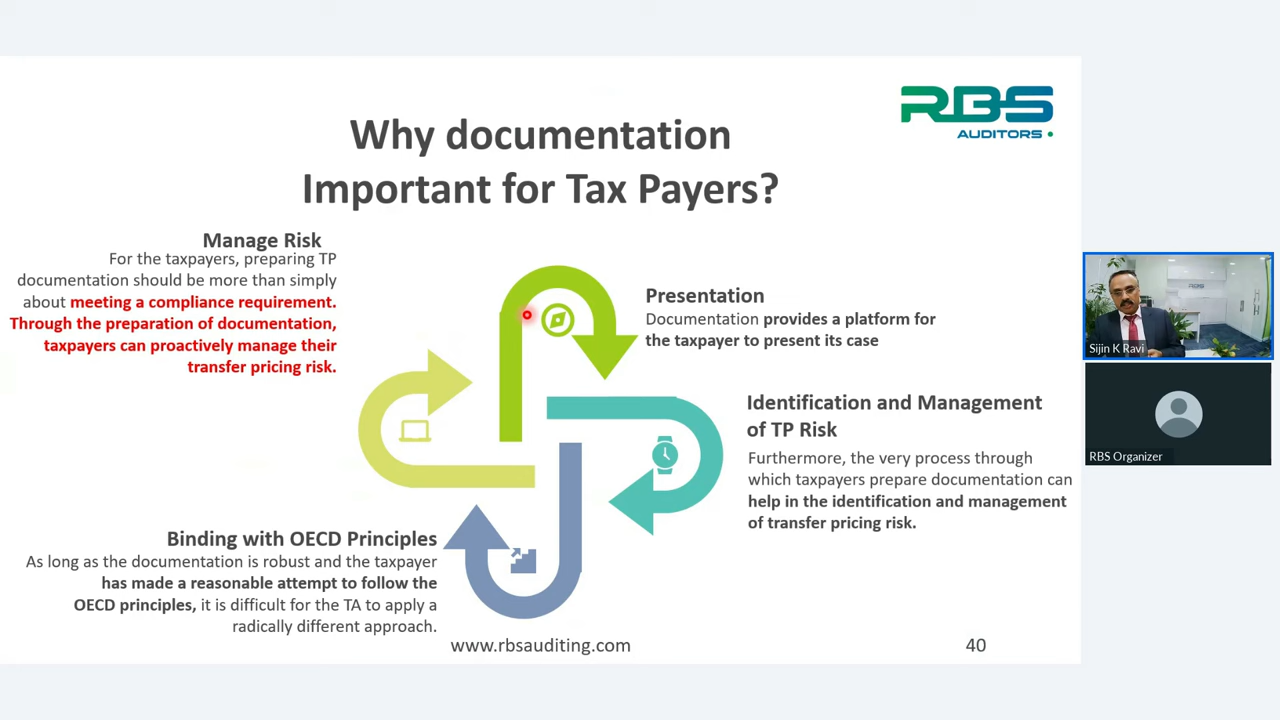 RBS
AUDITORS
Why documentation
Important for Tax Payers?
Manage Risk
For the taxpayers, preparing TP
documentation should be more than simply
about meeting a compliance requirement.
Through the preparation of documentation,
taxpayers can proactively manage their
transfer pricing risk.
Presentation
Documentation provides a platform for
the taxpayer to present its case
Identification and Management
of TP Risk
Furthermore, the very process through
which taxpayers prepare documentation can
help in the identification and management
of transfer pricing risk.
Binding with OECD Principles
As long as the documentation is robust and the taxpayer
has made a reasonable attempt to follow the
OECD principles, it is difficult for the TA to apply a
radically different approach.
www.rbsauditing.com
40
Sijin K Ravi
RBS Organizer